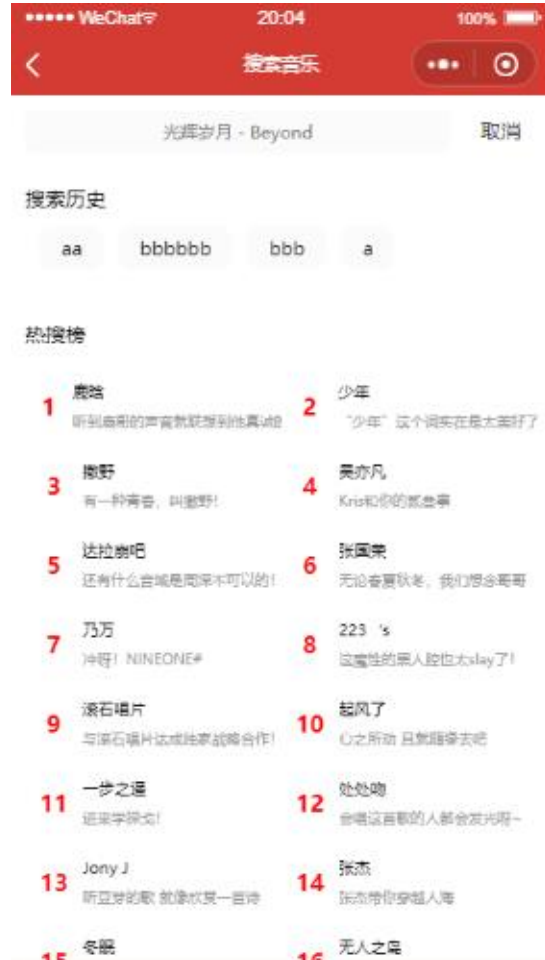 WeChat 20:04 100%
搜索音乐
光辉岁月 - Beyond 取消
搜索历史
aa bbbbbb bbb a
热搜榜
1 鹿晗
听到鹿晗的声音就联想到他真
2 少年
“少年”这个词实在是太美好了
3 撒野
有一种青春，叫撒野！
4 吴亦凡
Kris和你的贰叁事
5 达拉崩吧
还有什么音域是周深不可以的！
6 张国荣
无论春夏秋冬，我们想念哥哥
7 乃万
冲呀！NINEONE#
8 223's
这魔性的黑人腔也太slay了！
9 滚石唱片
与滚石唱片达成独家战略合作！
10 起风了
心之所动 且就随缘去吧
11 一步之遥
进来学探戈！
12 处处吻
会唱这首歌的人都会发光呀~
13 Jony J
听豆芽的歌 就像欣赏一首诗
14 张杰
张杰带你穿越人海
15 冬眠
16 无人之岛